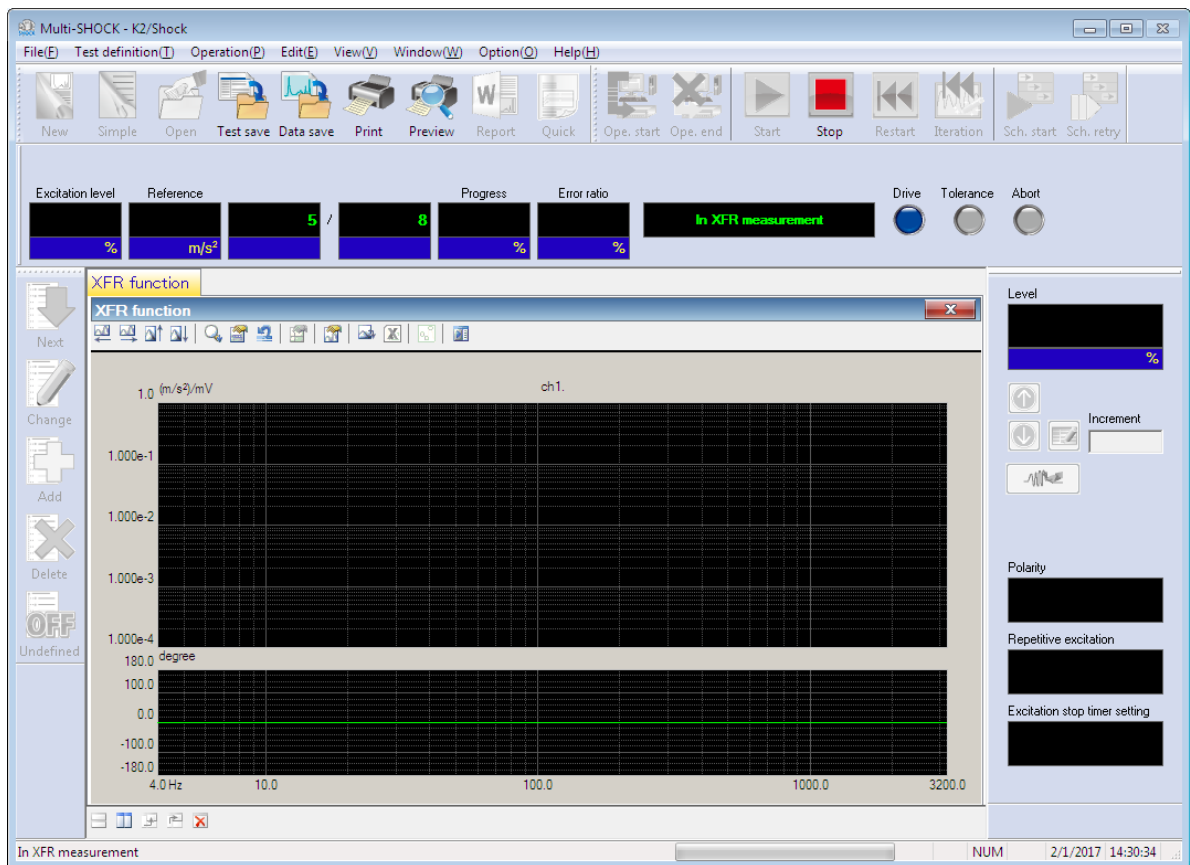 Multi-SHOCK - K2/Shock
File(F) Test definition(T) Operation(P) Edit(E) View(V) Window(W) Option(O) Help(H)
New Simple Open Test save Data save Print Preview Report Quick Ope. start Ope. end Start Stop Restart Iteration Sch. start Sch. retry
Excitation level Reference Progress Error ratio Drive Tolerance Abort
5 / 8 In XFR measurement
% m/s² % %
XFR function
XFR function
Next
Change
Add
Delete
OFF
Undefined
1.0 (m/s²)/mV ch1.
1.000e-1
1.000e-2
1.000e-3
1.000e-4
180.0 degree
100.0
0.0
-100.0
-180.0
4.0 Hz 10.0 100.0 1000.0 3200.0
Level
%
Increment
Polarity
Repetitive excitation
Excitation stop timer setting
In XFR measurement NUM 2/1/2017 14:30:34